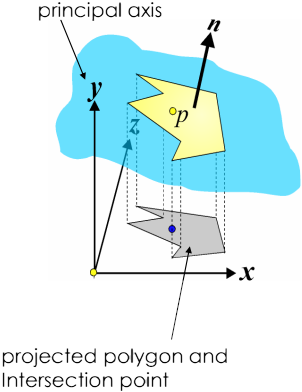 principal axis
n
y
p
z
x
projected polygon and
Intersection point